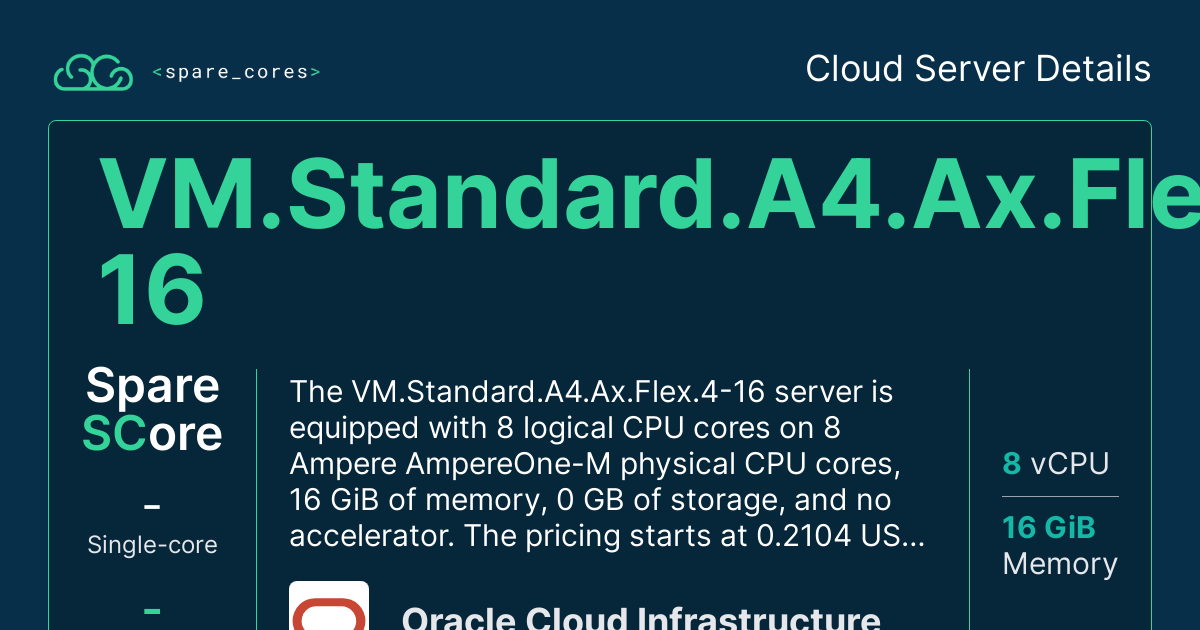 <spare_cores>
Cloud Server Details
VM.Standard.A4.Ax.Fle
16
Spare
SCore
–
Single-core
–
The VM.Standard.A4.Ax.Flex.4-16 server is
equipped with 8 logical CPU cores on 8
Ampere AmpereOne-M physical CPU cores,
16 GiB of memory, 0 GB of storage, and no
accelerator. The pricing starts at 0.2104 US...
Oracle Cloud Infrastructure
8 vCPU
16 GiB
Memory